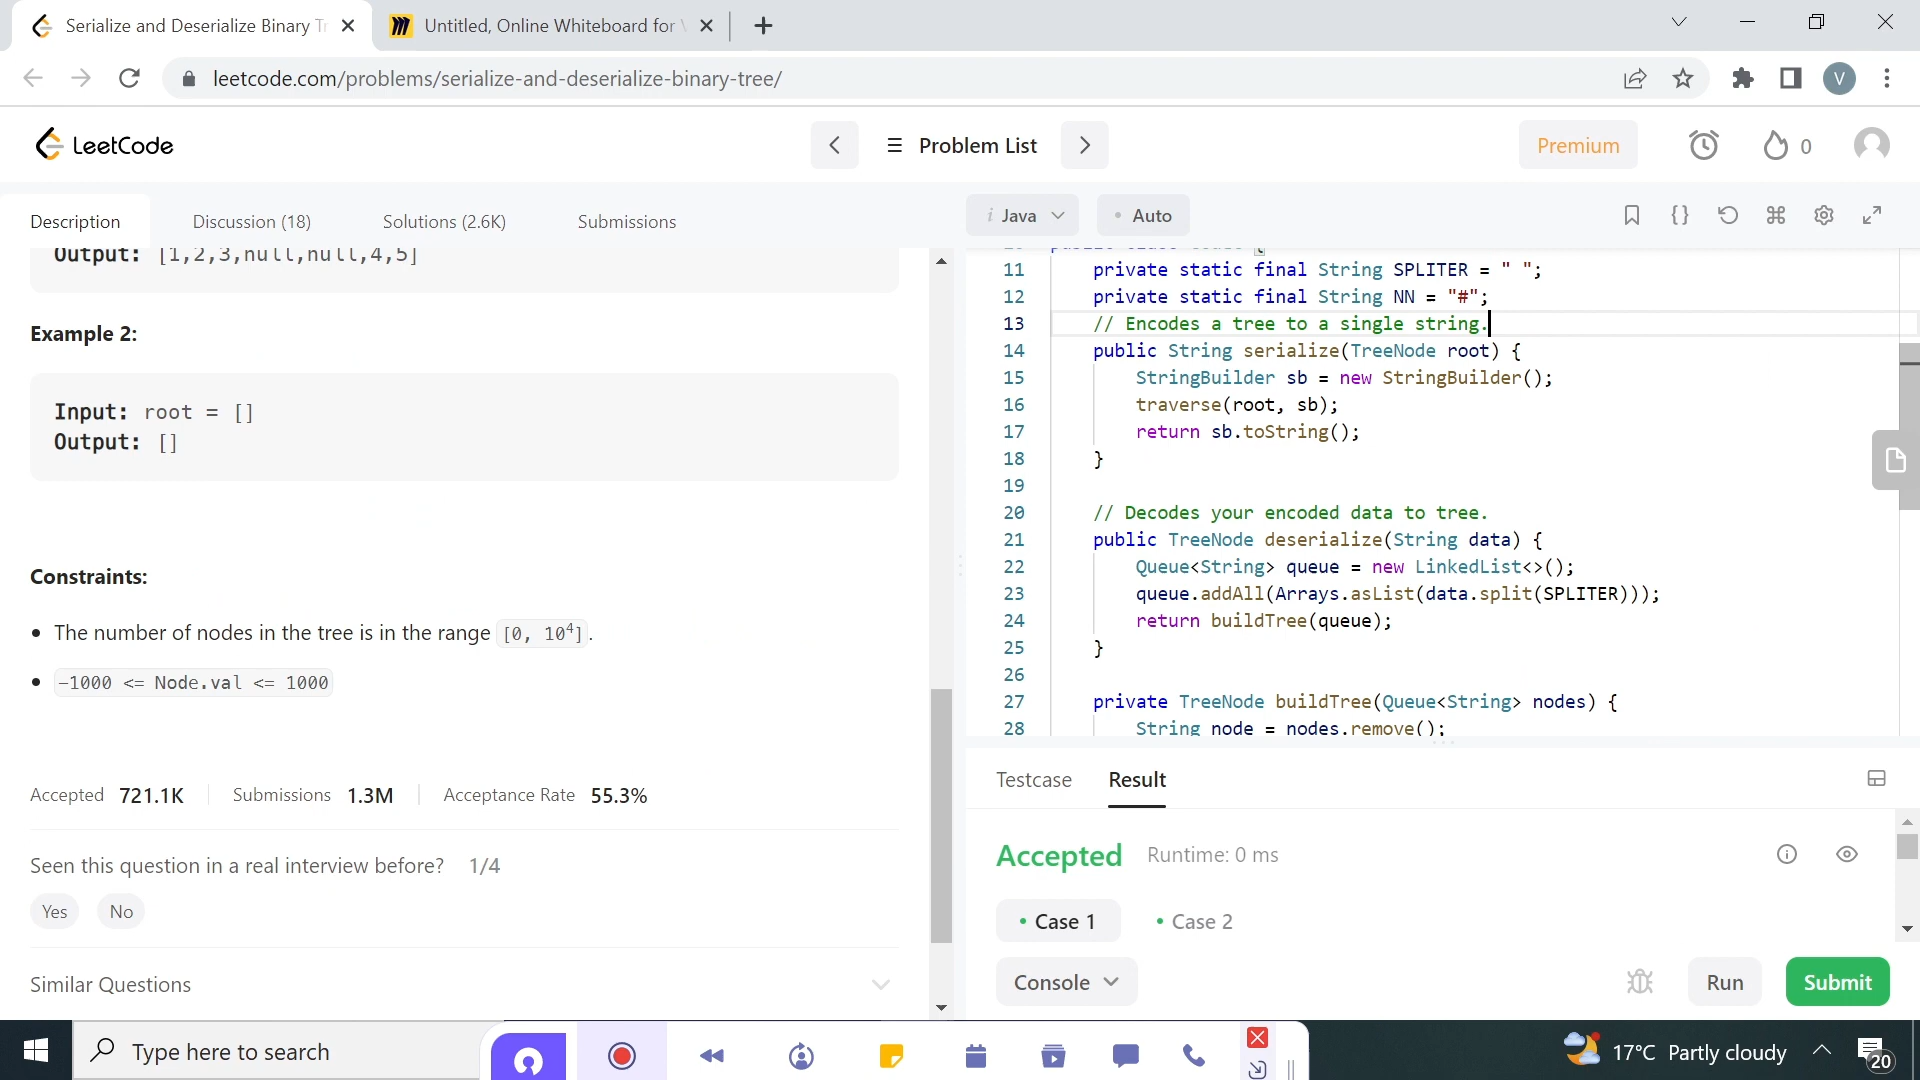 Serialize and Deserialize Binary Tr
Untitled, Online Whiteboard for V
leetcode.com/problems/serialize-and-deserialize-binary-tree/
V
LeetCode
Problem List
Premium
0
Description
Discussion (18)
Solutions (2.6K)
Submissions
i Java
Auto
Output: [1,2,3,null,null,4,5]
Example 2:
Input: root = []
Output: []
Constraints:
• The number of nodes in the tree is in the range [0, 10⁴].
• -1000 <= Node.val <= 1000
Accepted 721.1K
Submissions 1.3M
Acceptance Rate 55.3%
Seen this question in a real interview before? 1/4
Yes
No
Similar Questions
11 private static final String SPLITER = " ";
12 private static final String NN = "#";
13 // Encodes a tree to a single string.
14 public String serialize(TreeNode root) {
15 StringBuilder sb = new StringBuilder();
16 traverse(root, sb);
17 return sb.toString();
18 }
19
20 // Decodes your encoded data to tree.
21 public TreeNode deserialize(String data) {
22 Queue<String> queue = new LinkedList<>();
23 queue.addAll(Arrays.asList(data.split(SPLITER)));
24 return buildTree(queue);
25 }
26
27 private TreeNode buildTree(Queue<String> nodes) {
28 String node = nodes.remove();
Testcase
Result
Accepted Runtime: 0 ms
• Case 1
• Case 2
Console
Run
Submit
Type here to search
17°C Partly cloudy
20